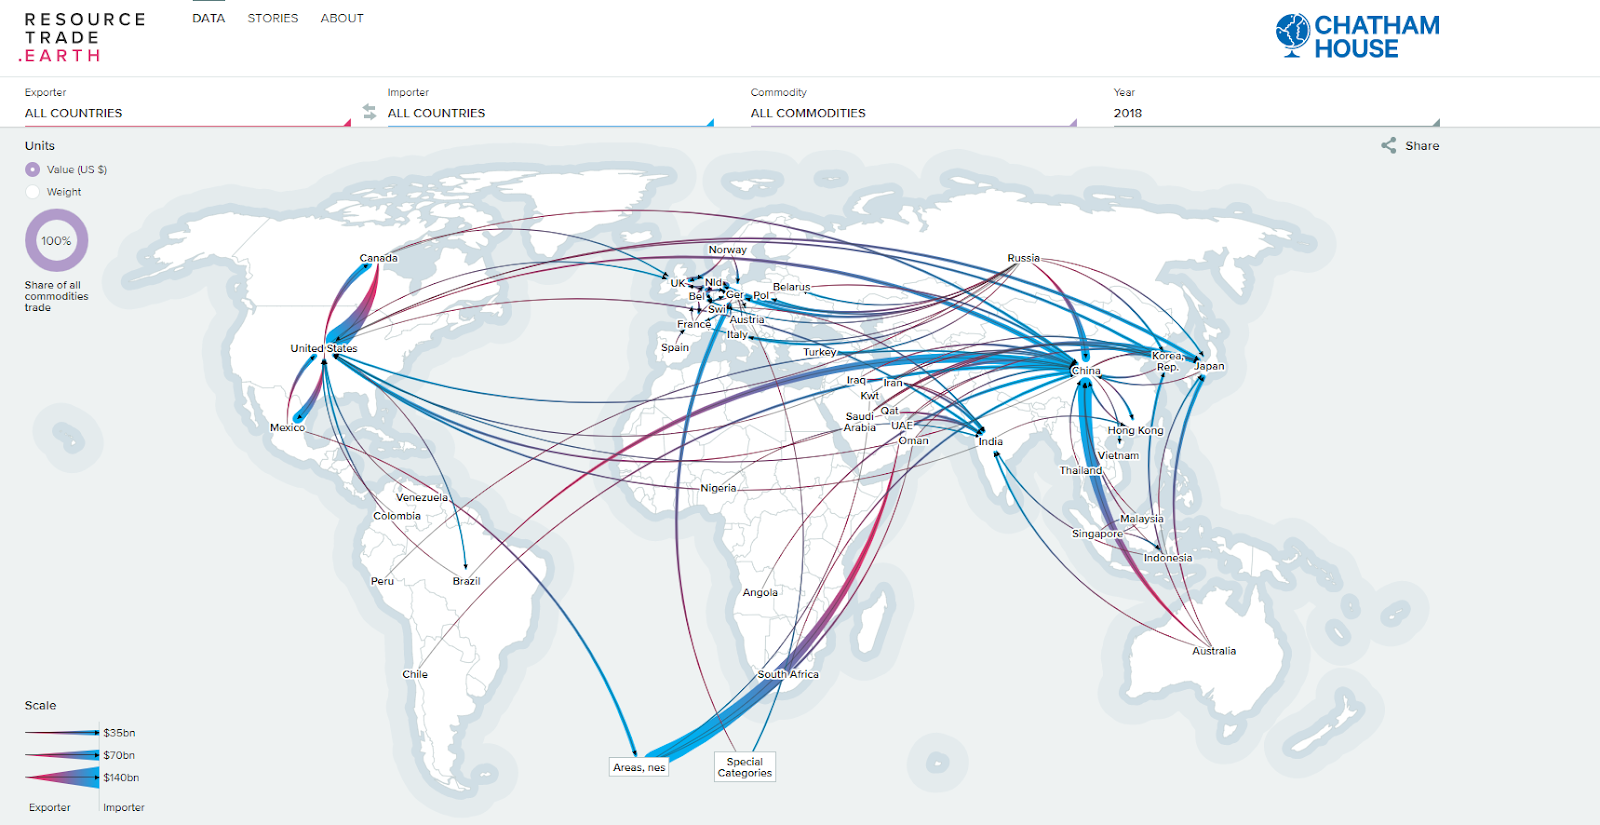 RESOURCE
TRADE
.EARTH
DATA
STORIES
ABOUT
CHATHAM
HOUSE
Exporter
ALL COUNTRIES
Importer
ALL COUNTRIES
Commodity
ALL COMMODITIES
Year
2018
Units
Share
Value (US $)
Weight
100%
Share of all
commodities
trade
Canada
Norway
Russia
UK
Nld
Bel
Ger
Pol
Belarus
Swi
Austria
France
Italy
Spain
United States
Turkey
Korea,
Rep.
Japan
China
Iraq
Iran
Kwt
Qat
Saudi
Arabia
UAE
Oman
India
Mexico
Hong Kong
Vietnam
Thailand
Nigeria
Venezuela
Colombia
Malaysia
Singapore
Indonesia
Peru
Brazil
Angola
Australia
Chile
South Africa
Areas, nes
Special
Categories
Scale
$35bn
$70bn
$140bn
Exporter
Importer